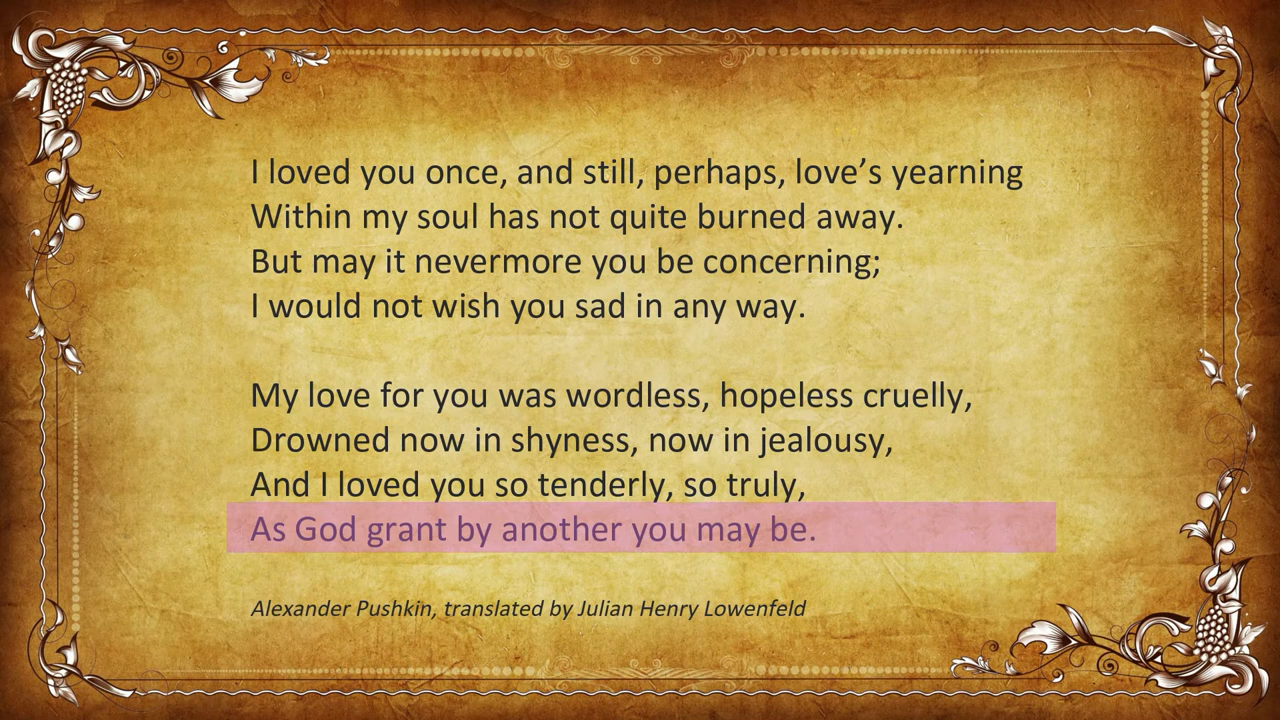 I loved you once, and still, perhaps, love’s yearning
Within my soul has not quite burned away.
But may it nevermore you be concerning;
I would not wish you sad in any way.
My love for you was wordless, hopeless cruelly,
Drowned now in shyness, now in jealousy,
And I loved you so tenderly, so truly,
As God grant by another you may be.
Alexander Pushkin, translated by Julian Henry Lowenfeld